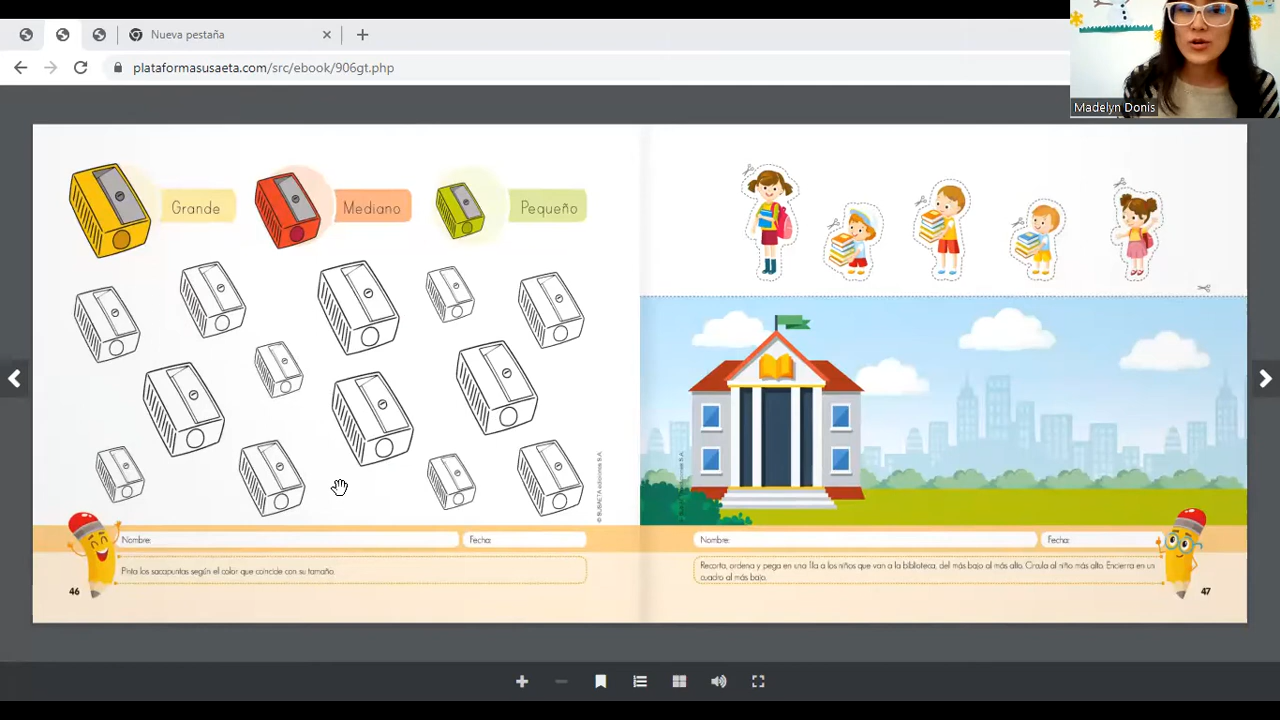 Nueva pestaña
plataformasusaeta.com/src/ebook/906gt.php
Madelyn Donis
Grande
Mediano
Pequeño
© SUSAETA ediciones S.A.
Nombre:
Fecha:
Pinta los sacapuntas según el color que coincide con su tamaño.
46
Nombre:
Fecha:
Recorta, ordena y pega en una fila a los niños que van a la biblioteca, del más bajo al más alto. Circula al niño más alto. Encierra en un
cuadro al más bajo.
47